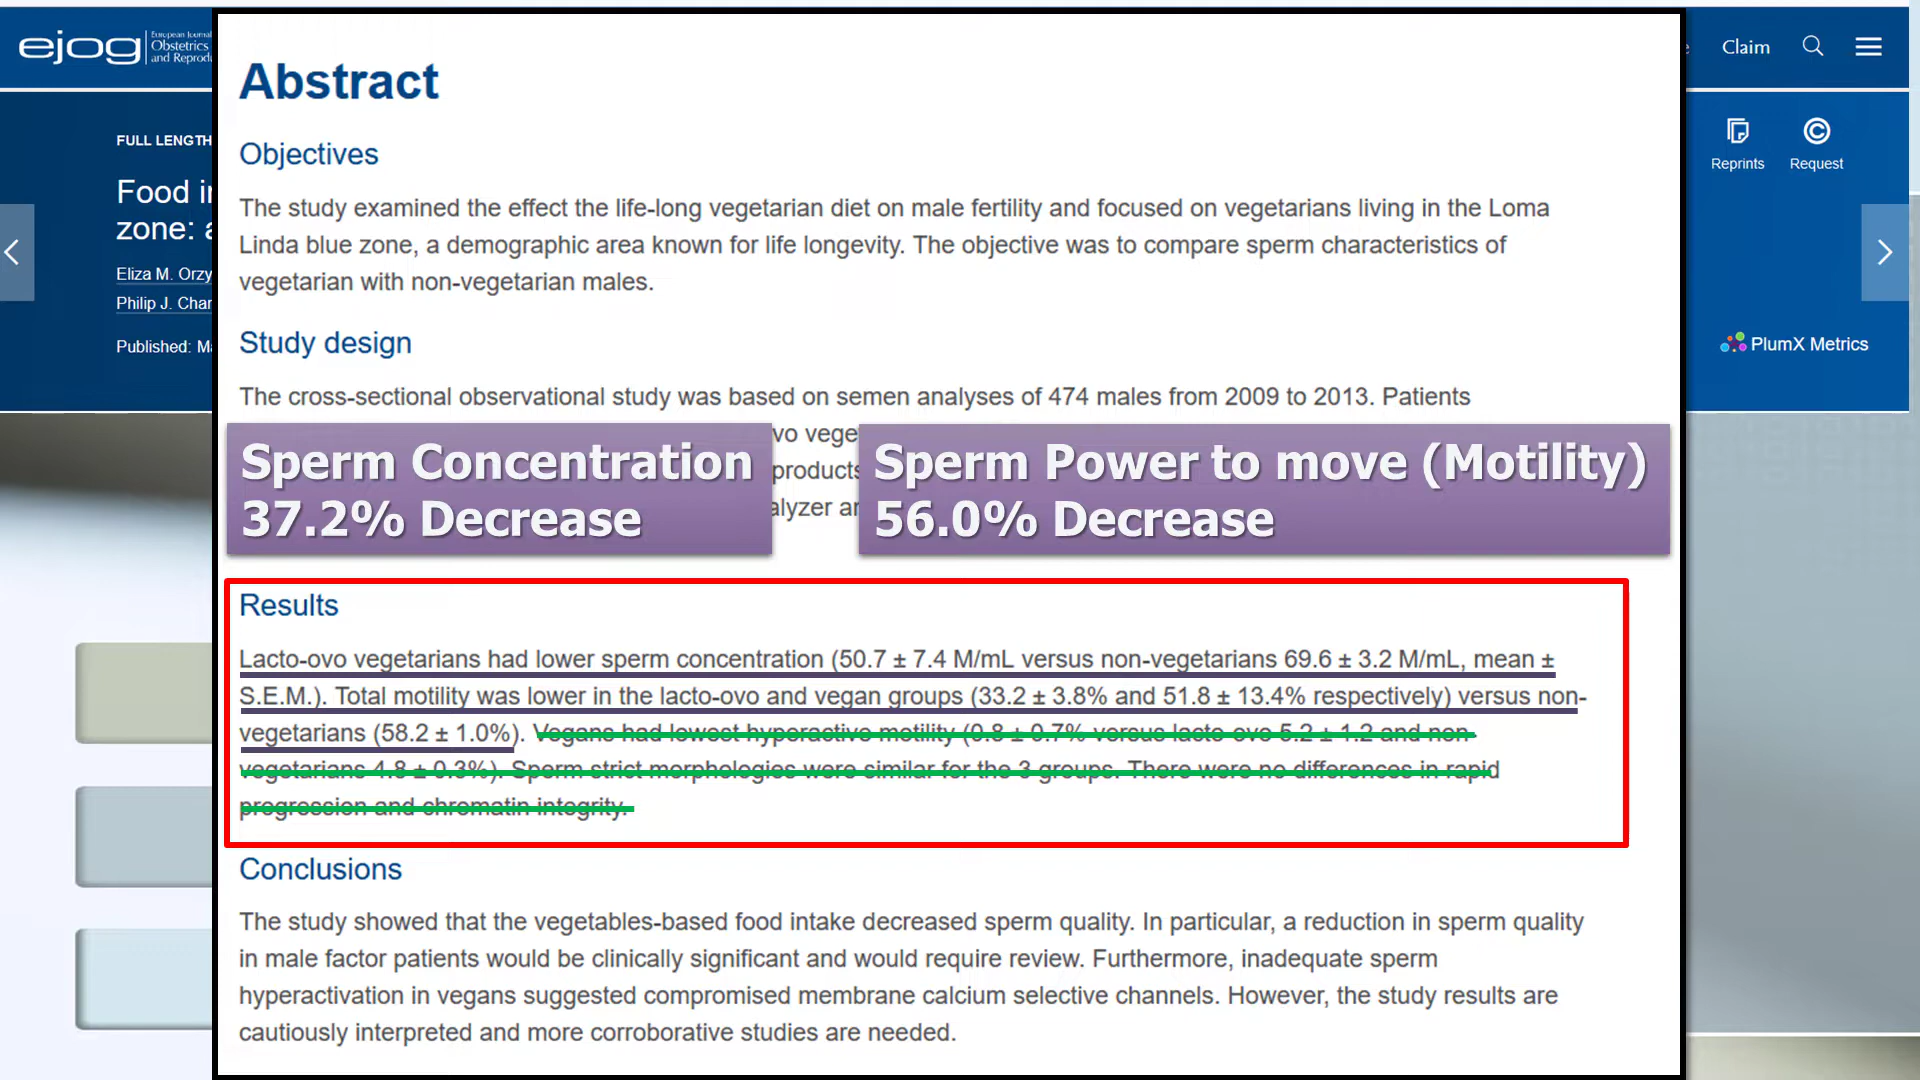 ejog
European Journal
Obstetrics
and Reprodu
Claim
FULL LENGTH
Food in
zone: a
Eliza M. Orzy
Philip J. Char
Published: Ma
Reprints
Request
PlumX Metrics
Abstract
Objectives
The study examined the effect the life-long vegetarian diet on male fertility and focused on vegetarians living in the Loma
Linda blue zone, a demographic area known for life longevity. The objective was to compare sperm characteristics of
vegetarian with non-vegetarian males.
Study design
The cross-sectional observational study was based on semen analyses of 474 males from 2009 to 2013. Patients
vo vege
products
alyzer an
Sperm Concentration
37.2% Decrease
Sperm Power to move (Motility)
56.0% Decrease
Results
Lacto-ovo vegetarians had lower sperm concentration (50.7 ± 7.4 M/mL versus non-vegetarians 69.6 ± 3.2 M/mL, mean ±
S.E.M.). Total motility was lower in the lacto-ovo and vegan groups (33.2 ± 3.8% and 51.8 ± 13.4% respectively) versus non-
vegetarians (58.2 ± 1.0%). Vegans had lowest hyperactive motility (0.8 ± 0.7% versus lacto-ovo 5.2 ± 1.2 and non-
vegetarians 4.8 ± 0.3%). Sperm strict morphologies were similar for the 3 groups. There were no differences in rapid
progression and chromatin integrity.
Conclusions
The study showed that the vegetables-based food intake decreased sperm quality. In particular, a reduction in sperm quality
in male factor patients would be clinically significant and would require review. Furthermore, inadequate sperm
hyperactivation in vegans suggested compromised membrane calcium selective channels. However, the study results are
cautiously interpreted and more corroborative studies are needed.